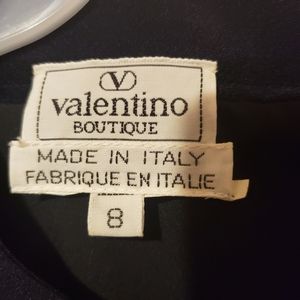 V
valentino
BOUTIQUE
MADE IN ITALY
FABRIQUE EN ITALIE
8